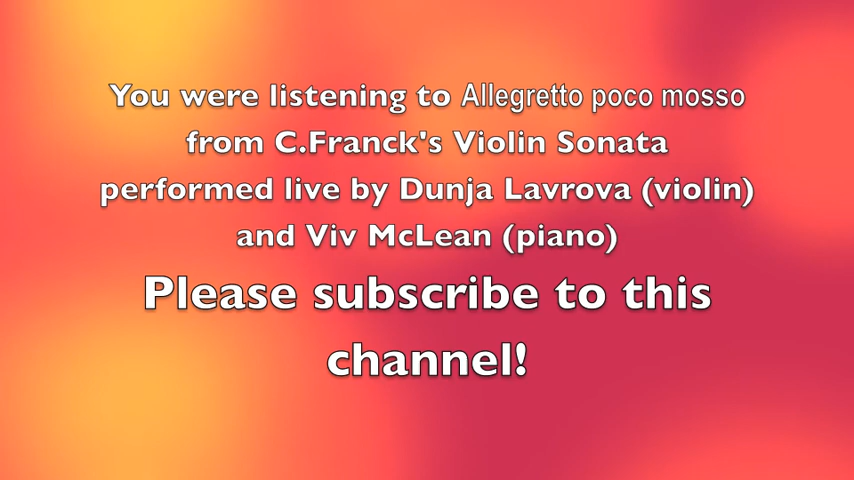 You were listening to Allegretto poco mosso
from C.Franck's Violin Sonata
performed live by Dunja Lavrova (violin)
and Viv McLean (piano)
Please subscribe to this
channel!